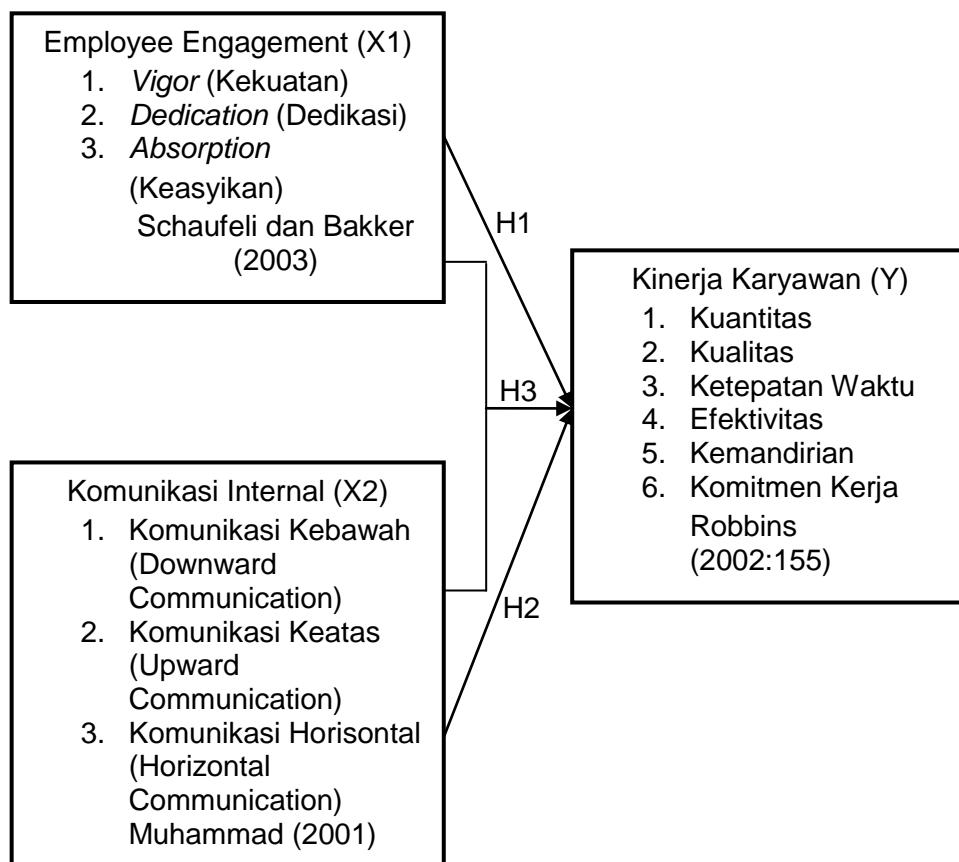 Employee Engagement (X1)
1. Vigor (Kekuatan)
2. Dedication (Dedikasi)
3. Absorption
(Keasyikan)
Schaufeli dan Bakker
(2003)
H1
Kinerja Karyawan (Y)
1. Kuantitas
2. Kualitas
3. Ketepatan Waktu
4. Efektivitas
5. Kemandirian
6. Komitmen Kerja
Robbins
(2002:155)
H3
Komunikasi Internal (X2)
1. Komunikasi Kebawah
(Downward
Communication)
2. Komunikasi Keatas
(Upward
Communication)
3. Komunikasi Horisontal
(Horizontal
Communication)
Muhammad (2001)
H2